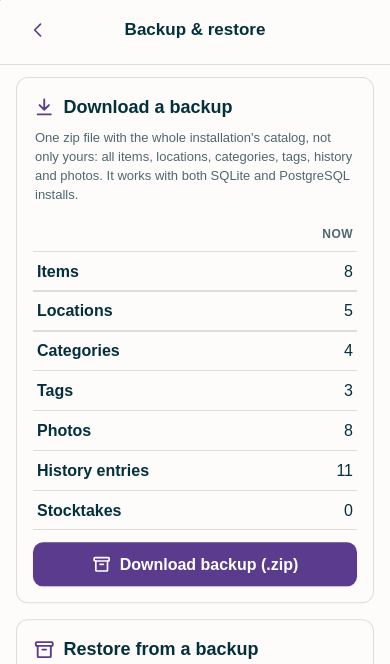 Backup & restore
Download a backup
One zip file with the whole installation's catalog, not
only yours: all items, locations, categories, tags, history
and photos. It works with both SQLite and PostgreSQL
installs.
NOW
Items 8
Locations 5
Categories 4
Tags 3
Photos 8
History entries 11
Stocktakes 0
Download backup (.zip)
Restore from a backup